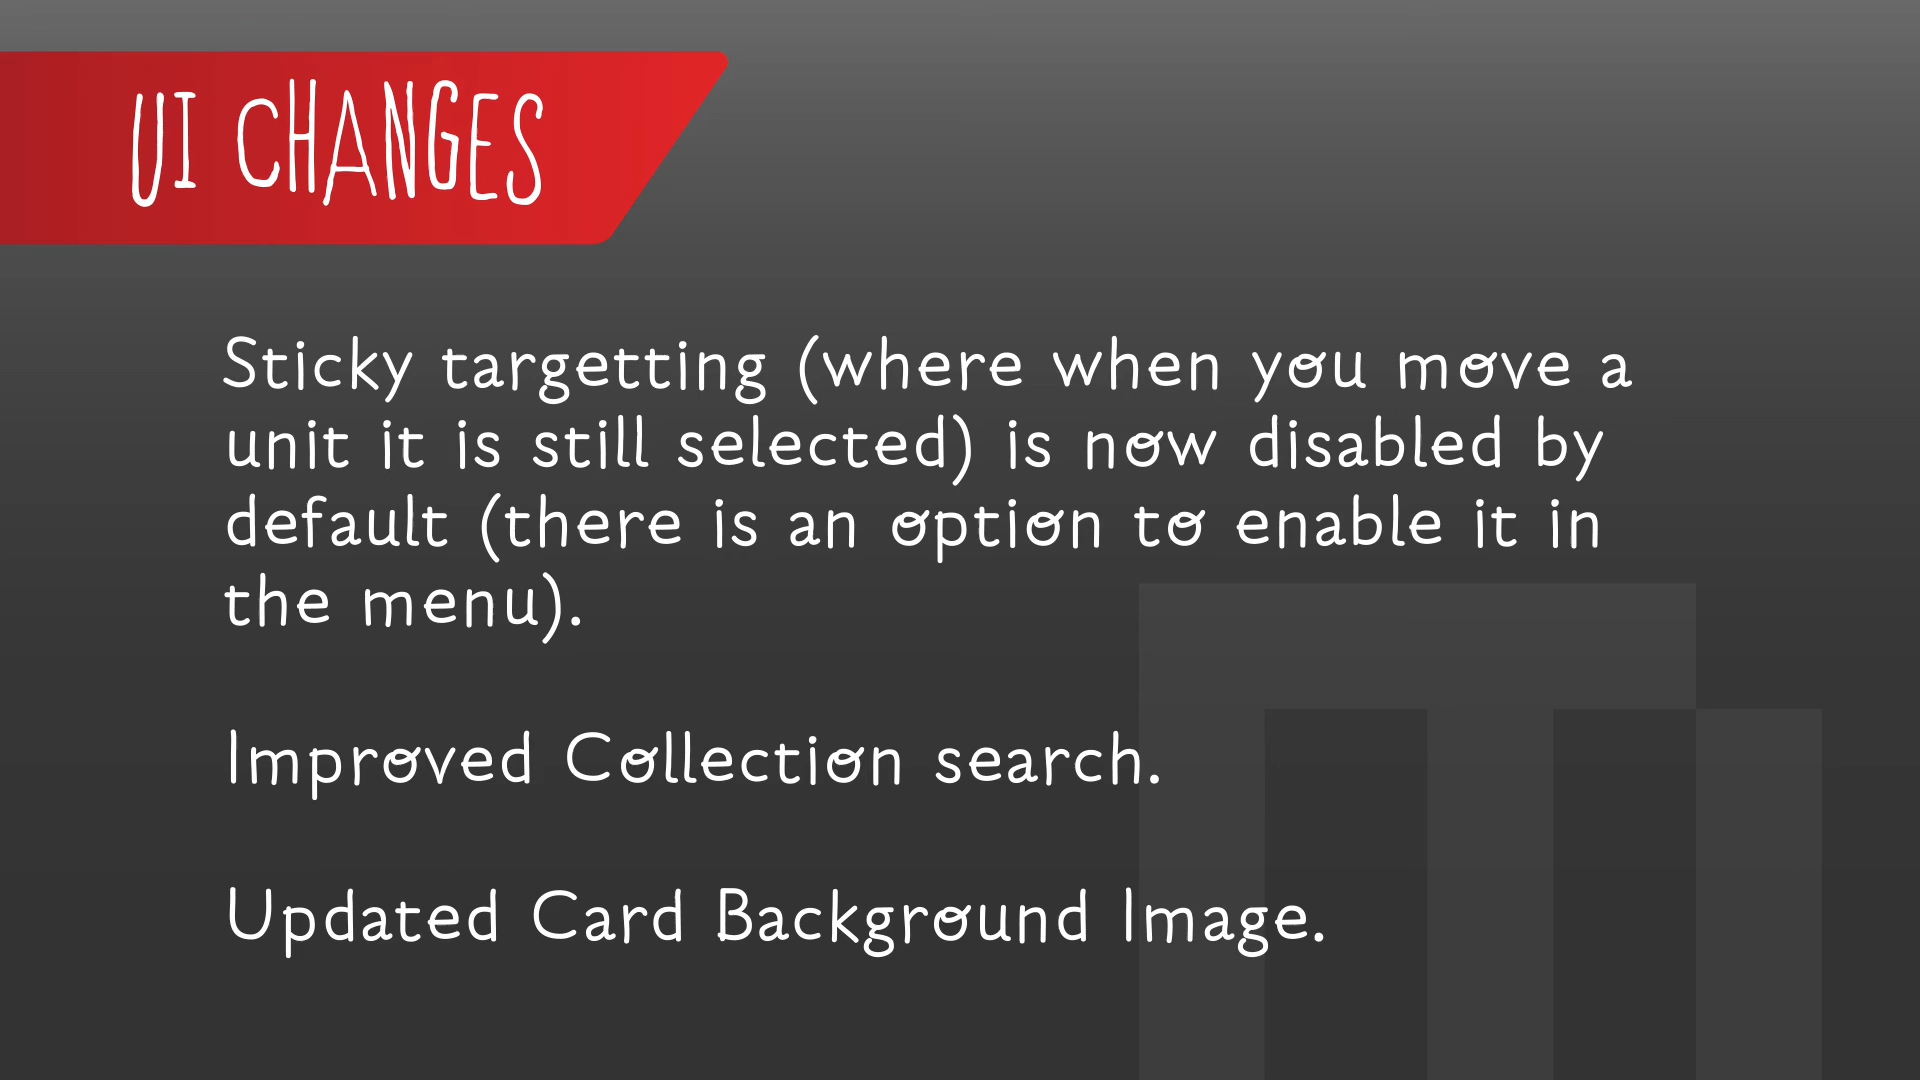 UI CHANGES
Sticky targetting (where when you move a
unit it is still selected) is now disabled by
default (there is an option to enable it in
the menu).
Improved Collection search.
Updated Card Background Image.